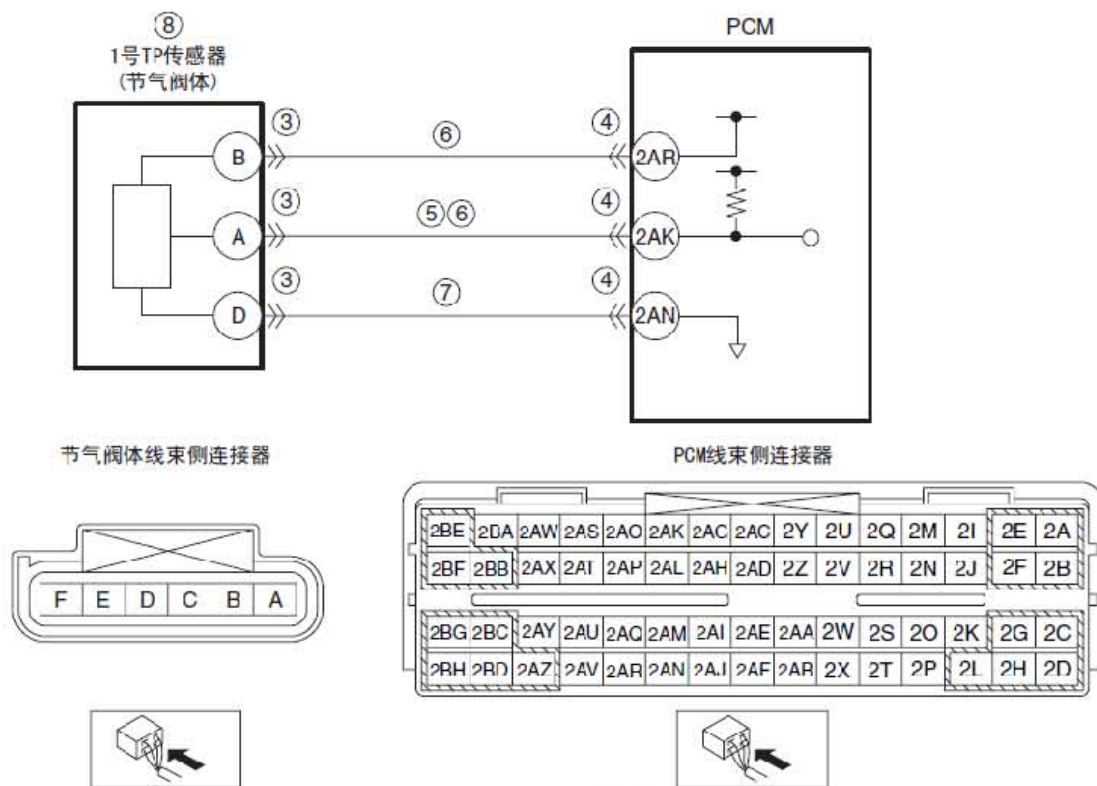 ⑧
1号TP传感器
(节气阀体)
PCM
B ③ ⑥ ④ 2AR
A ③ ⑤⑥ ④ 2AK
D ③ ⑦ ④ 2AN
节气阀体线束侧连接器
PCM线束侧连接器
F E D C B A
2BE 2BA 2AW 2AS 2AO 2AK 2AG 2AC 2Y 2U 2Q 2M 2I 2E 2A
2BF 2BB 2AX 2AT 2AP 2AL 2AH 2AD 2Z 2V 2R 2N 2J 2F 2B
2BG 2BC 2AY 2AU 2AQ 2AM 2AI 2AE 2AA 2W 2S 2O 2K 2G 2C
2BH 2BD 2AZ 2AV 2AR 2AN 2AJ 2AF 2AB 2X 2T 2P 2L 2H 2D